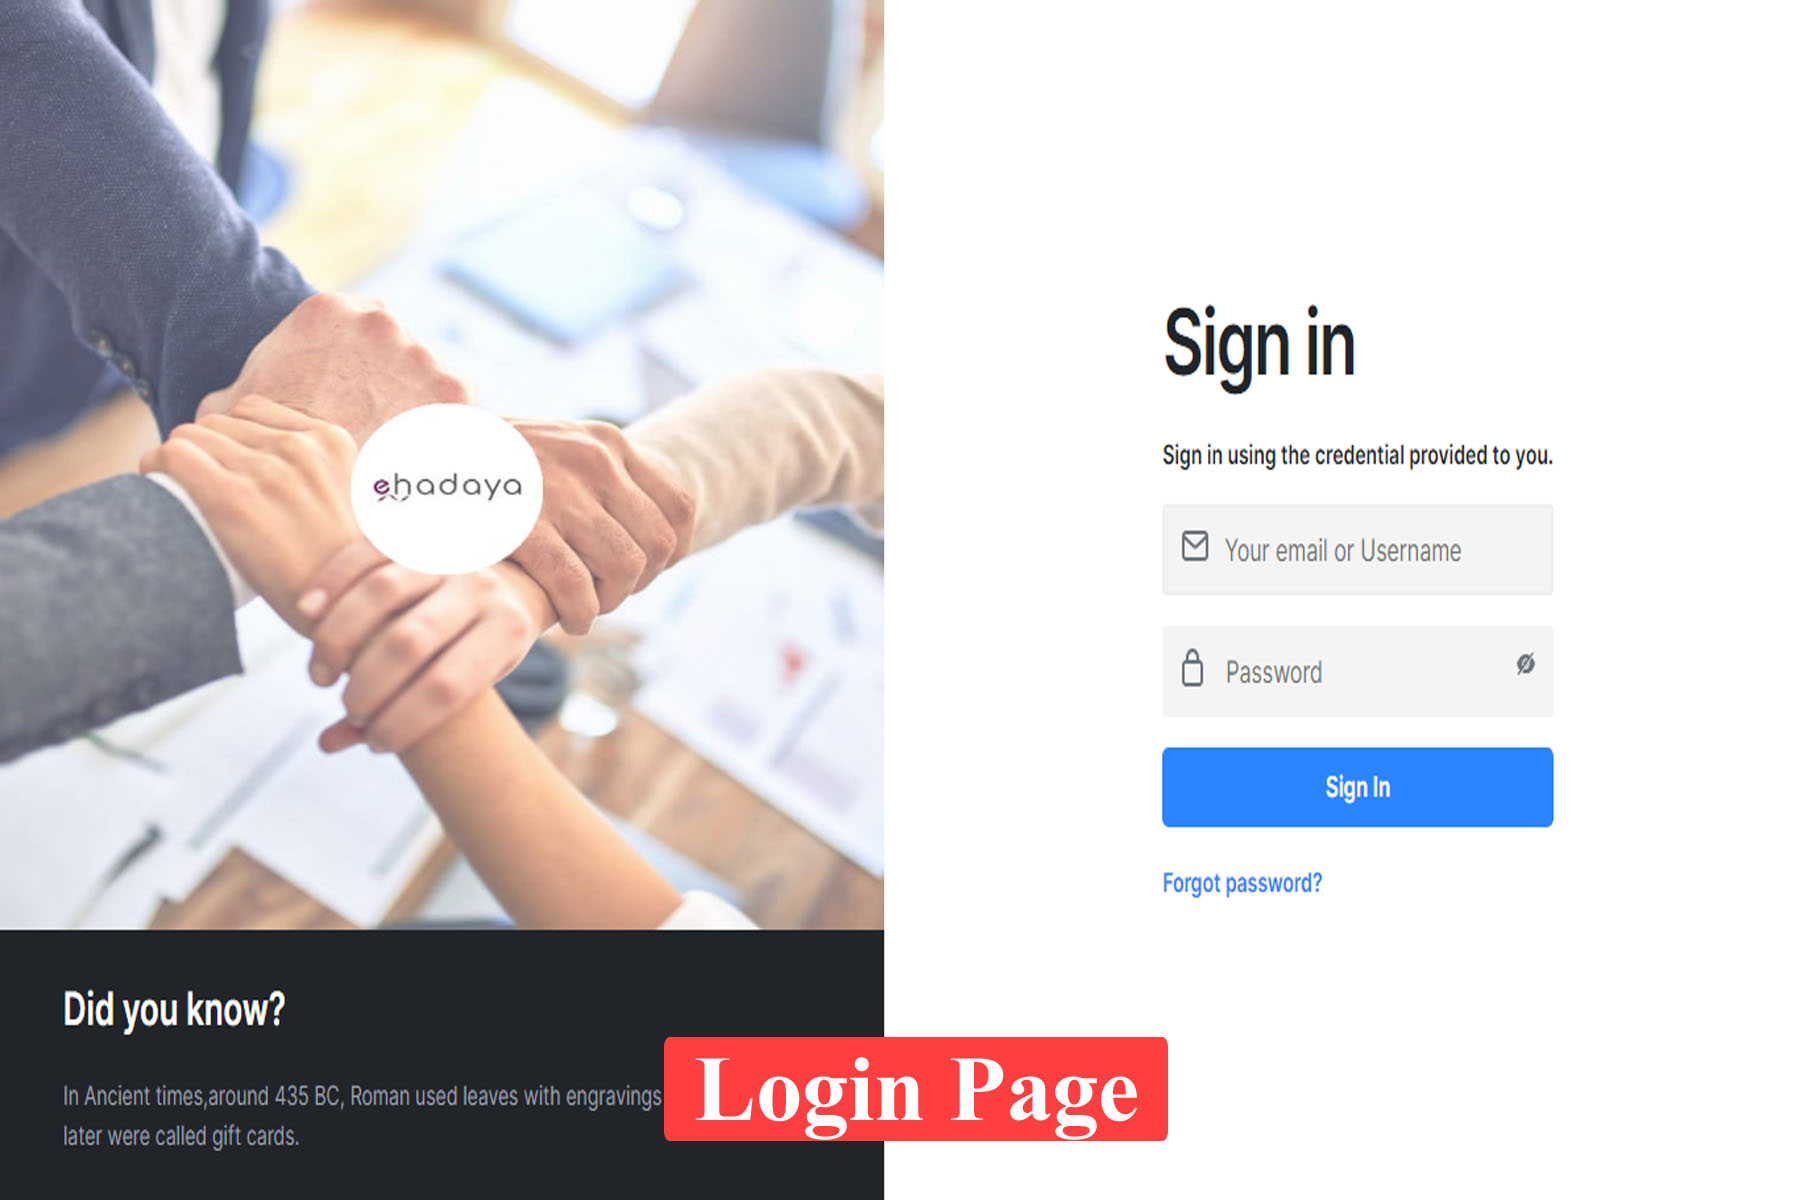 ehadaya
Did you know?
In Ancient times,around 435 BC, Roman used leaves with engravings
later were called gift cards.
Sign in
Sign in using the credential provided to you.
Your email or Username
Password
Sign In
Forgot password?
Login Page